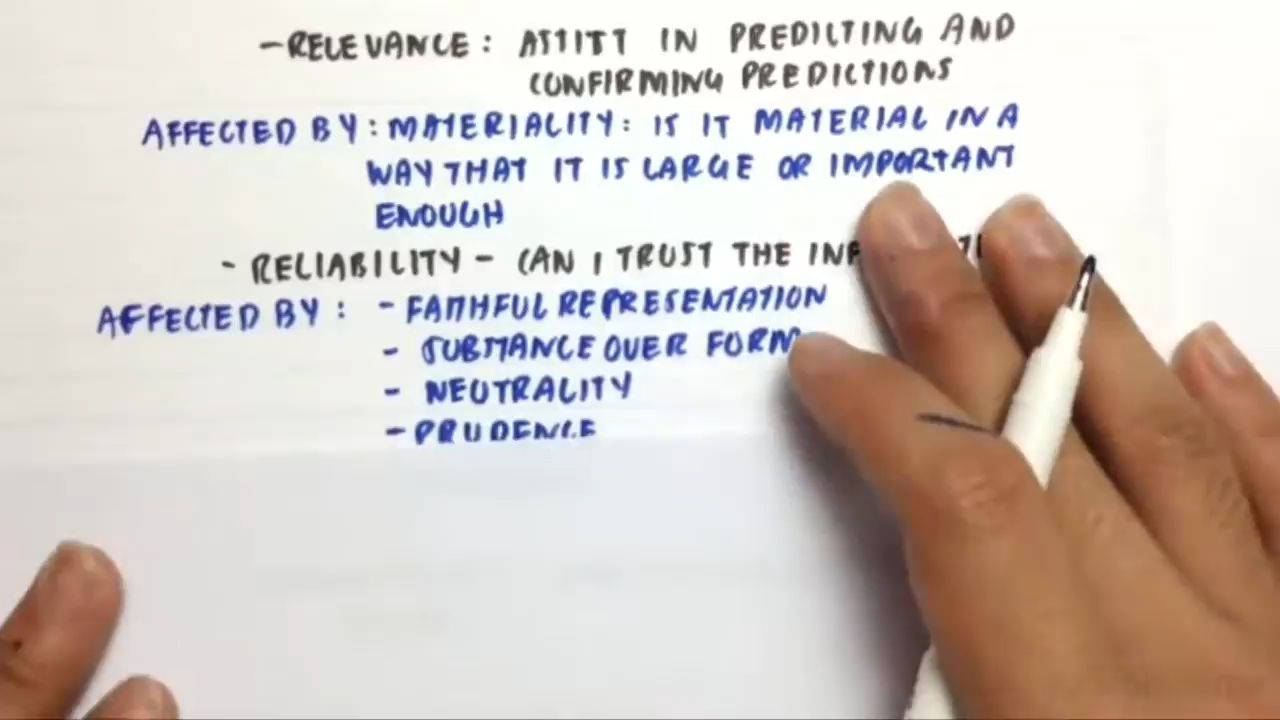 - RELEVANCE: ASSIST IN PREDICTING AND
CONFIRMING PREDICTIONS
AFFECTED BY: MATERIALITY: IS IT MATERIAL IN A
WAY THAT IT IS LARGE OR IMPORTANT
ENOUGH
- RELIABILITY - CAN I TRUST THE
AFFECTED BY: - FAITHFUL REPRESENTATION
- SUBSTANCE OVER FORM
- NEUTRALITY
- PRUDENCE